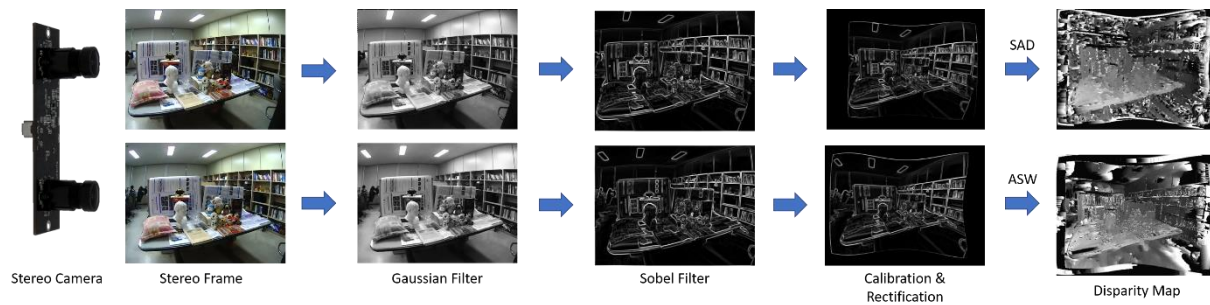 SAD
ASW
Stereo Camera
Stereo Frame
Gaussian Filter
Sobel Filter
Calibration &
Rectification
Disparity Map